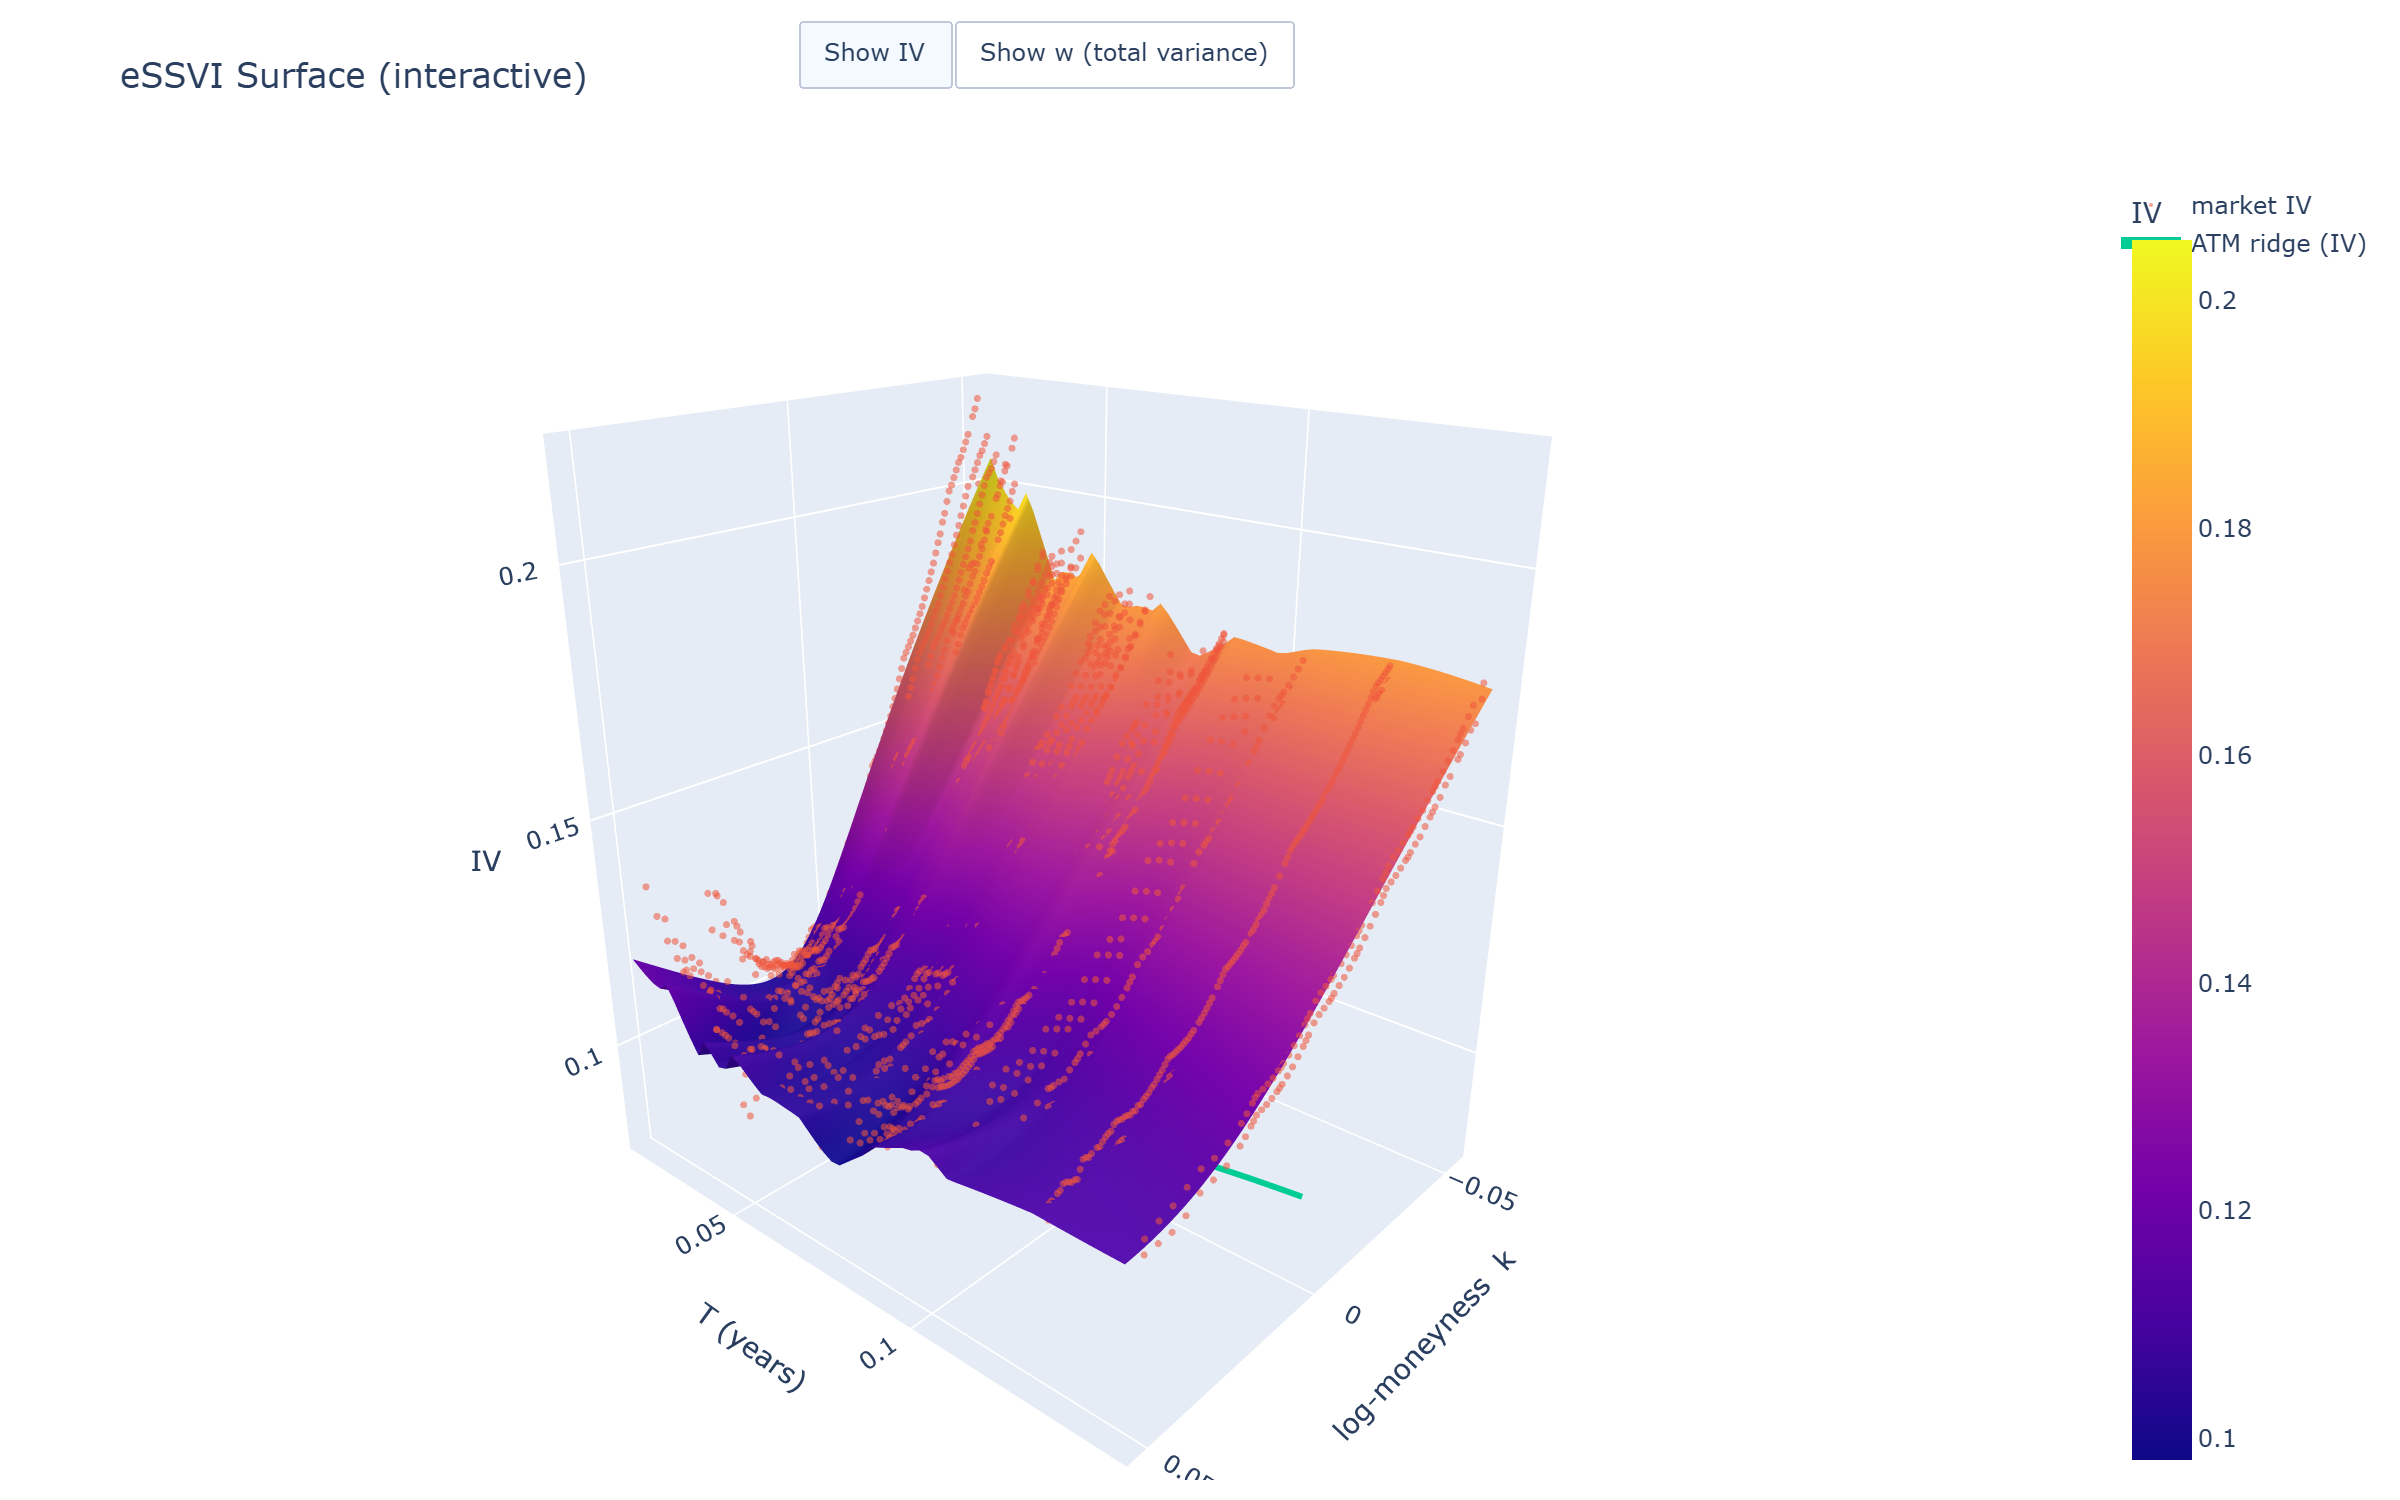 eSSVI Surface (interactive)
Show IV
Show w (total variance)
IV
market IV
ATM ridge (IV)
0.2
0.18
0.16
0.14
0.12
0.1
IV
0.2
0.15
0.1
T (years)
0.05
0.1
log-moneyness k
−0.05
0